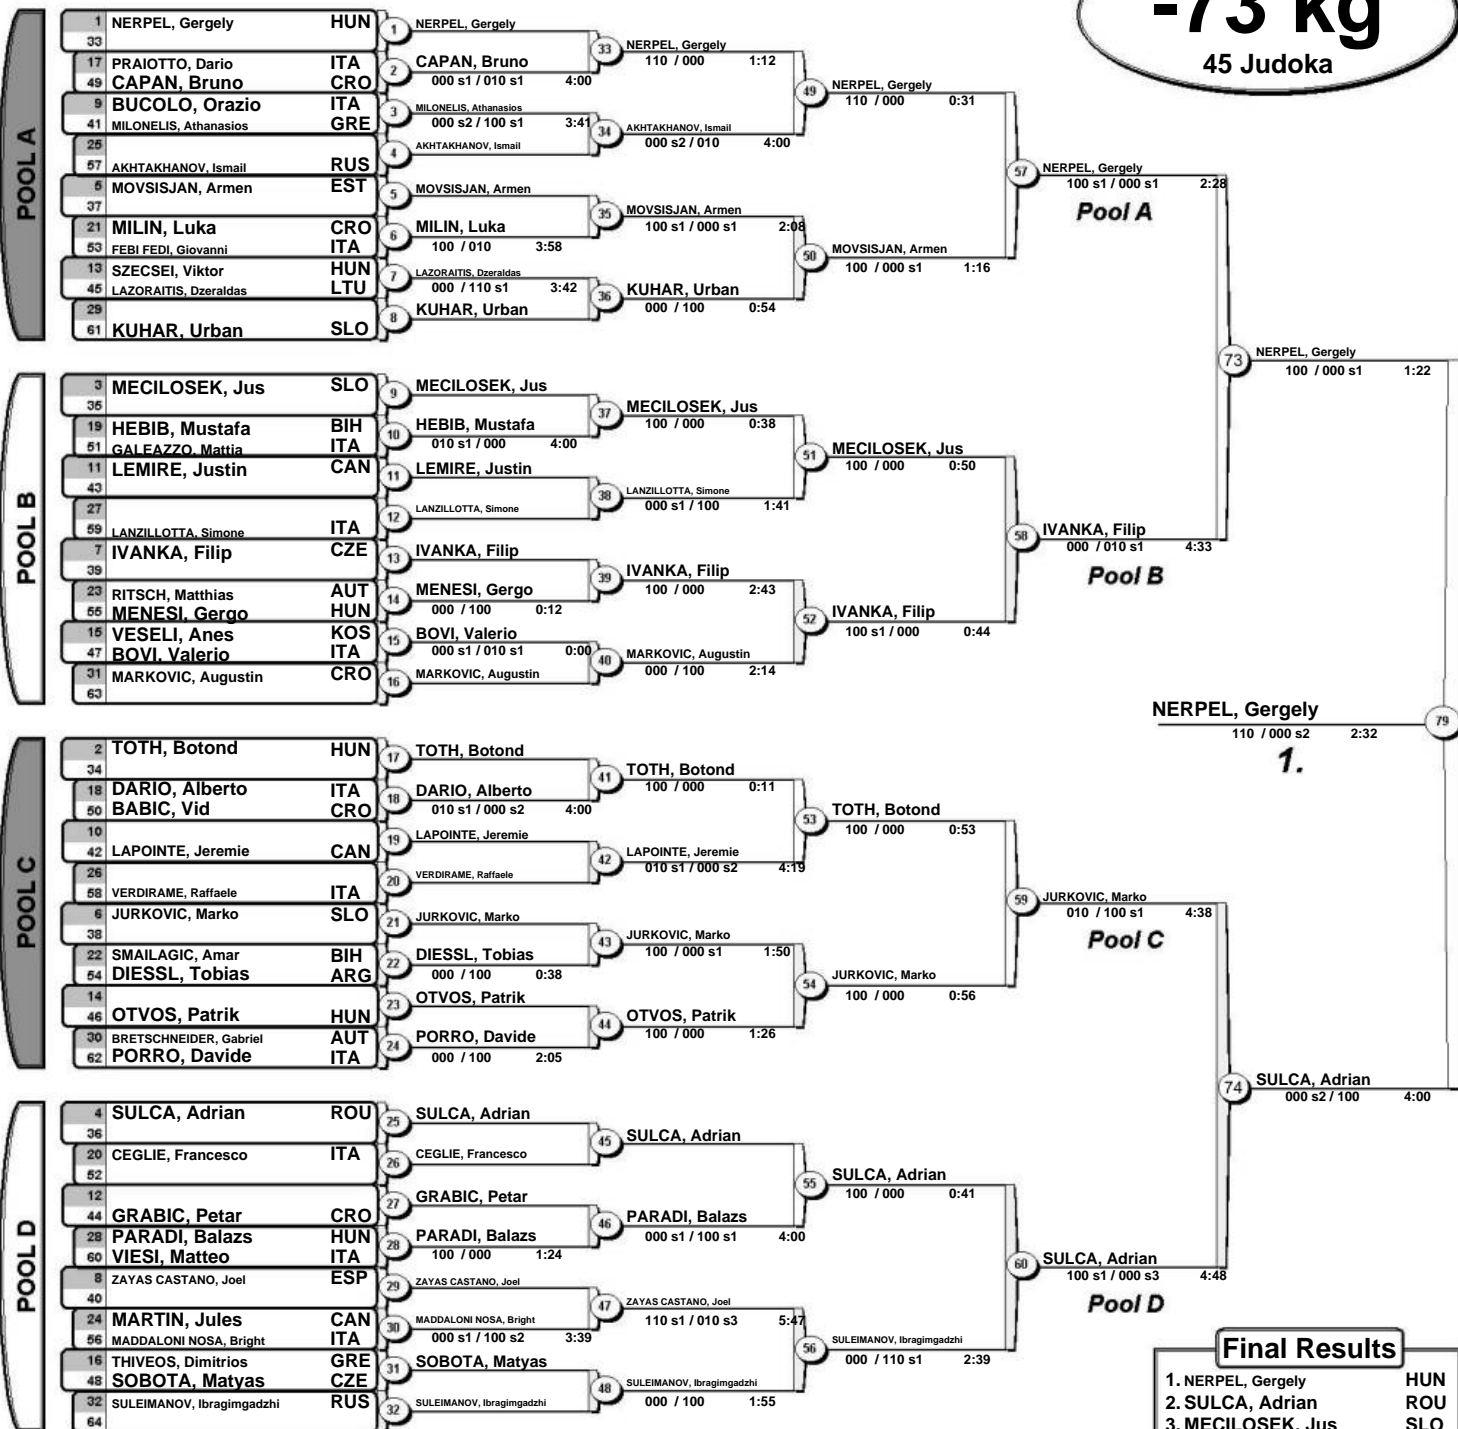 -73 kg
45 Judoka
POOL A
1 NERPEL, Gergely HUN
33
17 PRAIOTTO, Dario ITA
49 CAPAN, Bruno CRO
9 BUCOLO, Orazio ITA
41 MILONELIS, Athanasios GRE
25
57 AKHTAKHANOV, Ismail RUS
5 MOVSISJAN, Armen EST
37
21 MILIN, Luka CRO
53 FEBI FEDI, Giovanni ITA
13 SZECSEI, Viktor HUN
45 LAZORAITIS, Dzeraldas LTU
29
61 KUHAR, Urban SLO
1 NERPEL, Gergely
2 CAPAN, Bruno
000 s1 / 010 s1 4:00
3 MILONELIS, Athanasios
000 s2 / 100 s1 3:41
4 AKHTAKHANOV, Ismail
5 MOVSISJAN, Armen
6 MILIN, Luka
100 / 010 3:58
7 LAZORAITIS, Dzeraldas
000 / 110 s1 3:42
8 KUHAR, Urban
33 NERPEL, Gergely
110 / 000 1:12
34 AKHTAKHANOV, Ismail
000 s2 / 010 4:00
35 MOVSISJAN, Armen
100 s1 / 000 s1 2:08
36 KUHAR, Urban
000 / 100 0:54
49 NERPEL, Gergely
110 / 000 0:31
50 MOVSISJAN, Armen
100 / 000 s1 1:16
57 NERPEL, Gergely
100 s1 / 000 s1 2:28
Pool A
POOL B
3 MECILOSEK, Jus SLO
35
19 HEBIB, Mustafa BIH
51 GALEAZZO, Mattia ITA
11 LEMIRE, Justin CAN
43
27
59 LANZILLOTTA, Simone ITA
7 IVANKA, Filip CZE
39
23 RITSCH, Matthias AUT
55 MENESI, Gergo HUN
15 VESELI, Anes KOS
47 BOVI, Valerio ITA
31 MARKOVIC, Augustin CRO
63
9 MECILOSEK, Jus
10 HEBIB, Mustafa
010 s1 / 000 4:00
11 LEMIRE, Justin
12 LANZILLOTTA, Simone
13 IVANKA, Filip
14 MENESI, Gergo
000 / 100 0:12
15 BOVI, Valerio
000 s1 / 010 s1 0:00
16 MARKOVIC, Augustin
37 MECILOSEK, Jus
100 / 000 0:38
38 LANZILLOTTA, Simone
000 s1 / 100 1:41
39 IVANKA, Filip
100 / 000 2:43
40 MARKOVIC, Augustin
000 / 100 2:14
51 MECILOSEK, Jus
100 / 000 0:50
52 IVANKA, Filip
100 s1 / 000 0:44
58 IVANKA, Filip
000 / 010 s1 4:33
Pool B
73 NERPEL, Gergely
100 / 000 s1 1:22
NERPEL, Gergely 79
110 / 000 s2 2:32
1.
POOL C
2 TOTH, Botond HUN
34
18 DARIO, Alberto ITA
50 BABIC, Vid CRO
10
42 LAPOINTE, Jeremie CAN
26
58 VERDIRAME, Raffaele ITA
6 JURKOVIC, Marko SLO
38
22 SMAILAGIC, Amar BIH
54 DIESSL, Tobias ARG
14
46 OTVOS, Patrik HUN
30 BRETSCHNEIDER, Gabriel AUT
62 PORRO, Davide ITA
17 TOTH, Botond
18 DARIO, Alberto
010 s1 / 000 s2 4:00
19 LAPOINTE, Jeremie
20 VERDIRAME, Raffaele
21 JURKOVIC, Marko
22 DIESSL, Tobias
000 / 100 0:38
23 OTVOS, Patrik
24 PORRO, Davide
000 / 100 2:05
41 TOTH, Botond
100 / 000 0:11
42 LAPOINTE, Jeremie
010 s1 / 000 s2 4:19
43 JURKOVIC, Marko
100 / 000 s1 1:50
44 OTVOS, Patrik
100 / 000 1:26
53 TOTH, Botond
100 / 000 0:53
54 JURKOVIC, Marko
100 / 000 0:56
59 JURKOVIC, Marko
010 / 100 s1 4:38
Pool C
POOL D
4 SULCA, Adrian ROU
36
20 CEGLIE, Francesco ITA
52
12
44 GRABIC, Petar CRO
28 PARADI, Balazs HUN
60 VIESI, Matteo ITA
8 ZAYAS CASTANO, Joel ESP
40
24 MARTIN, Jules CAN
56 MADDALONI NOSA, Bright ITA
16 THIVEOS, Dimitrios GRE
48 SOBOTA, Matyas CZE
32 SULEIMANOV, Ibragimgadzhi RUS
64
25 SULCA, Adrian
26 CEGLIE, Francesco
27 GRABIC, Petar
28 PARADI, Balazs
100 / 000 1:24
29 ZAYAS CASTANO, Joel
30 MADDALONI NOSA, Bright
000 s1 / 100 s2 3:39
31 SOBOTA, Matyas
32 SULEIMANOV, Ibragimgadzhi
45 SULCA, Adrian
46 PARADI, Balazs
000 s1 / 100 s1 4:00
47 ZAYAS CASTANO, Joel
110 s1 / 010 s3 5:47
48 SULEIMANOV, Ibragimgadzhi
000 / 100 1:55
55 SULCA, Adrian
100 / 000 0:41
56 SULEIMANOV, Ibragimgadzhi
000 / 110 s1 2:39
60 SULCA, Adrian
100 s1 / 000 s3 4:48
Pool D
74 SULCA, Adrian
000 s2 / 100 4:00
Final Results
1. NERPEL, Gergely HUN
2. SULCA, Adrian ROU
3. MECILOSEK, Jus SLO